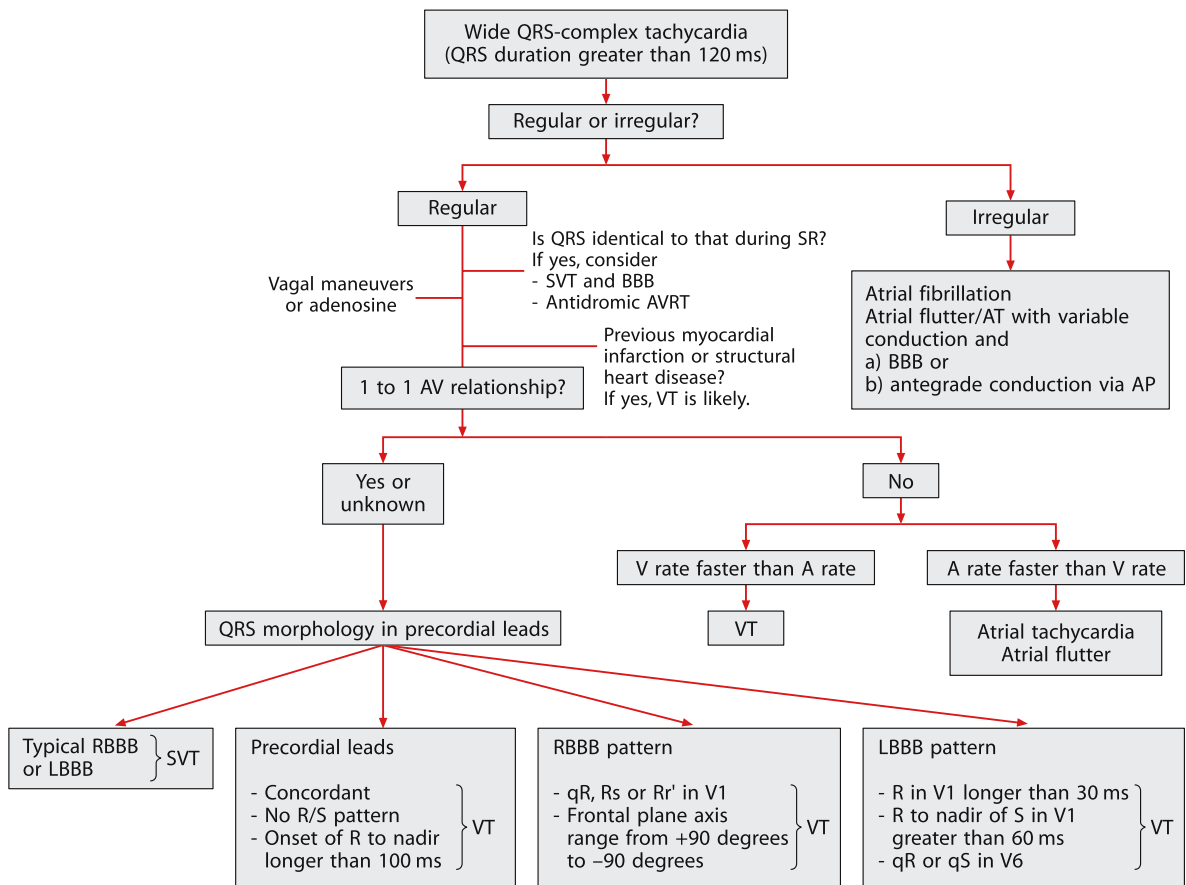 Wide QRS-complex tachycardia
(QRS duration greater than 120 ms)
Regular or irregular?
Regular
Irregular
Is QRS identical to that during SR?
If yes, consider
- SVT and BBB
- Antidromic AVRT
Vagal maneuvers
or adenosine
Previous myocardial
infarction or structural
heart disease?
If yes, VT is likely.
Atrial fibrillation
Atrial flutter/AT with variable
conduction and
a) BBB or
b) antegrade conduction via AP
1 to 1 AV relationship?
Yes or
unknown
No
V rate faster than A rate
A rate faster than V rate
VT
Atrial tachycardia
Atrial flutter
QRS morphology in precordial leads
Typical RBBB
or LBBB
SVT
Precordial leads
- Concordant
- No R/S pattern
- Onset of R to nadir
longer than 100 ms
VT
RBBB pattern
- qR, Rs or Rr' in V1
- Frontal plane axis
range from +90 degrees
to –90 degrees
VT
LBBB pattern
- R in V1 longer than 30 ms
- R to nadir of S in V1
greater than 60 ms
- qR or qS in V6
VT